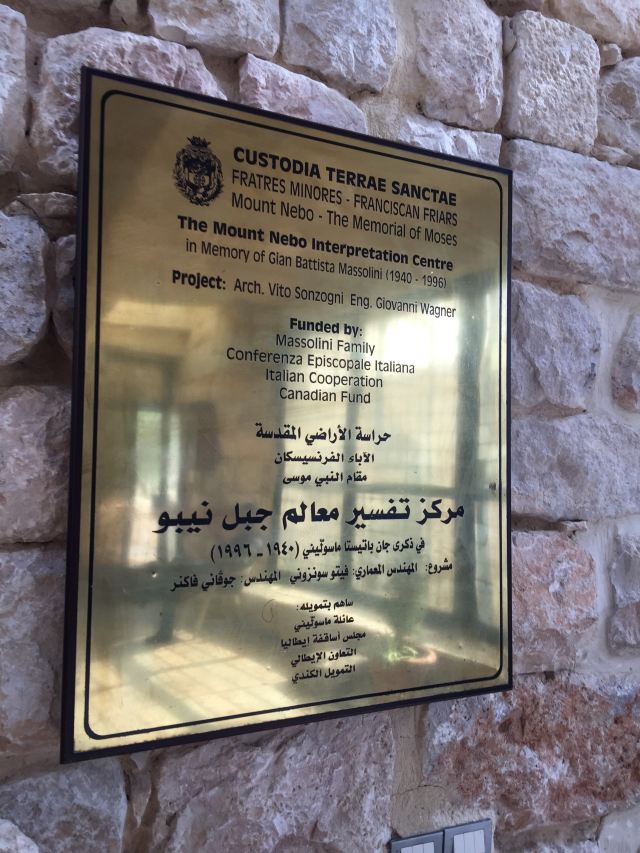 CUSTODIA TERRAE SANCTAE
FRATRES MINORES - FRANCISCAN FRIARS
Mount Nebo - The Memorial of Moses
The Mount Nebo Interpretation Centre
in Memory of Gian Battista Massolini (1940 - 1996)
Project: Arch. Vito Sonzogni Eng. Giovanni Wagner
Funded by:
Massolini Family
Conferenza Episcopale Italiana
Italian Cooperation
Canadian Fund
حراسة الأراضي المقدسة
الآباء الفرنسيسكان
مقام النبي موسى
مركز تفسير معالم جبل نيبو
في ذكرى جان باتيستا ماسوليني (١٩٤٠ - ١٩٩٦)
مشروع: المهندس المعماري: فيتو سونزوني المهندس: جوڤاني فاكنر
ساهم بتمويله:
عائلة ماسوليني
مجلس أساقفة إيطاليا
التعاون الإيطالي
التمويل الكندي